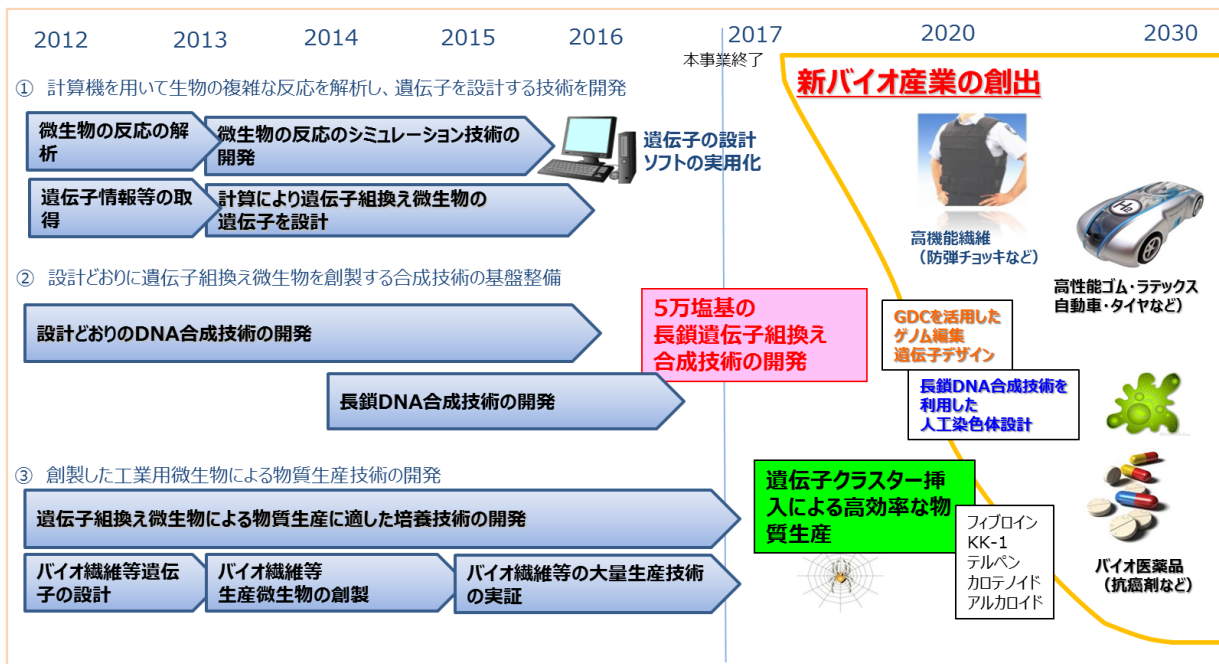 2012
2013
2014
2015
2016
2017
2020
2030
本事業終了
① 計算機を用いて生物の複雑な反応を解析し、遺伝子を設計する技術を開発
新バイオ産業の創出
微生物の反応の解
析
微生物の反応のシミュレーション技術の
開発
遺伝子の設計
ソフトの実用化
遺伝子情報等の取
得
計算により遺伝子組換え微生物の
遺伝子を設計
高機能繊維
（防弾チョッキなど）
高性能ゴム・ラテックス
自動車・タイヤなど）
② 設計どおりに遺伝子組換え微生物を創製する合成技術の基盤整備
設計どおりのDNA合成技術の開発
5万塩基の
長鎖遺伝子組換え
合成技術の開発
GDCを活用した
ゲノム編集
遺伝子デザイン
長鎖DNA合成技術の開発
長鎖DNA合成技術を
利用した
人工染色体設計
③ 創製した工業用微生物による物質生産技術の開発
遺伝子組換え微生物による物質生産に適した培養技術の開発
遺伝子クラスター挿
入による高効率な物
質生産
バイオ繊維等遺伝
子の設計
バイオ繊維等
生産微生物の創製
バイオ繊維等の大量生産技術
の実証
フィブロイン
KK-1
テルペン
カロテノイド
アルカロイド
バイオ医薬品
（抗癌剤など）